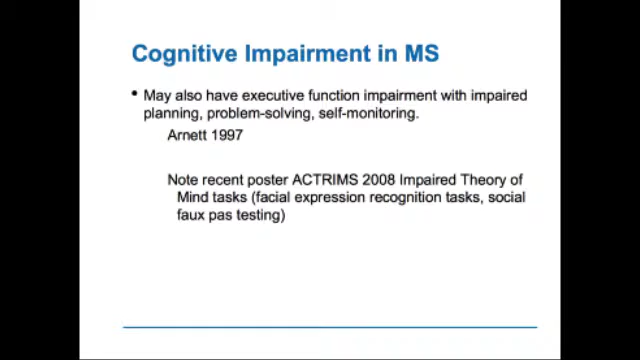 Cognitive Impairment in MS
• May also have executive function impairment with impaired
planning, problem-solving, self-monitoring.
Arnett 1997
Note recent poster ACTRIMS 2008 Impaired Theory of
Mind tasks (facial expression recognition tasks, social
faux pas testing)